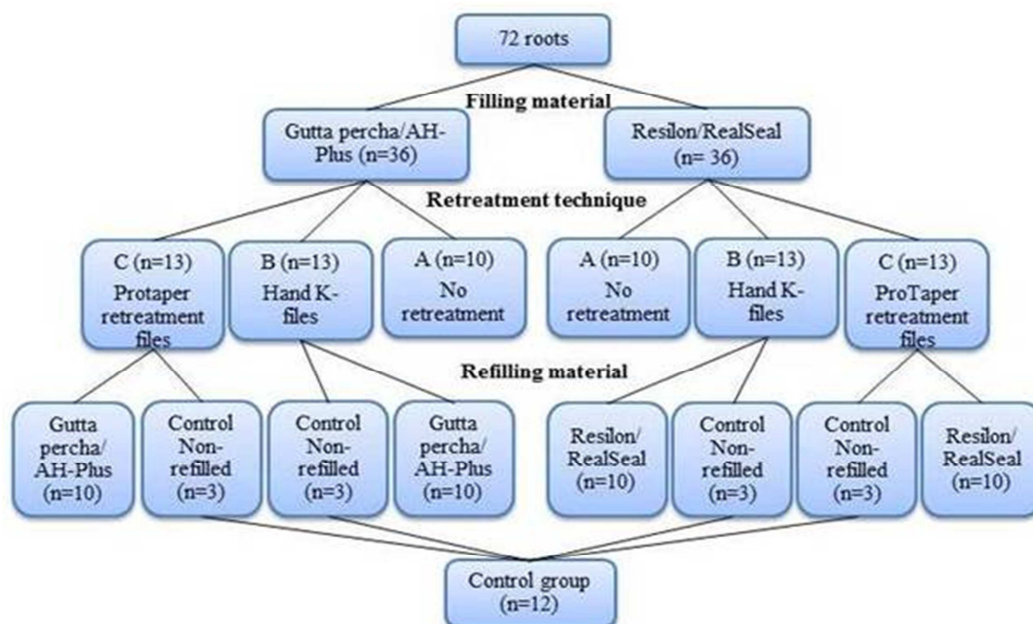 72 roots
Filling material
Gutta percha/AH-
Plus (n=36)
Resilon/RealSeal
(n= 36)
Retreatment technique
C (n=13)
Protaper
retreatment
files
B (n=13)
Hand K-
files
A (n=10)
No
retreatment
A (n=10)
No
retreatment
B (n=13)
Hand K-
files
C (n=13)
ProTaper
retreatment
files
Refilling material
Gutta
percha/
AH-Plus
(n=10)
Control
Non-
refilled
(n=3)
Control
Non-
refilled
(n=3)
Gutta
percha/
AH-Plus
(n=10)
Resilon/
RealSeal
(n=10)
Control
Non-
refilled
(n=3)
Control
Non-
refilled
(n=3)
Resilon/
RealSeal
(n=10)
Control group
(n=12)